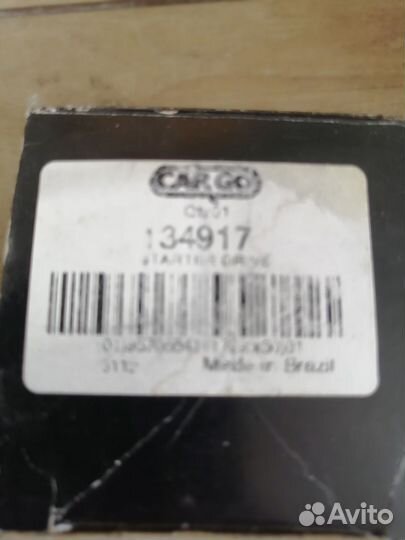 CARGO
Qty 01
134917
STARTER DRIVE
3112
Made in Brazil
Avito